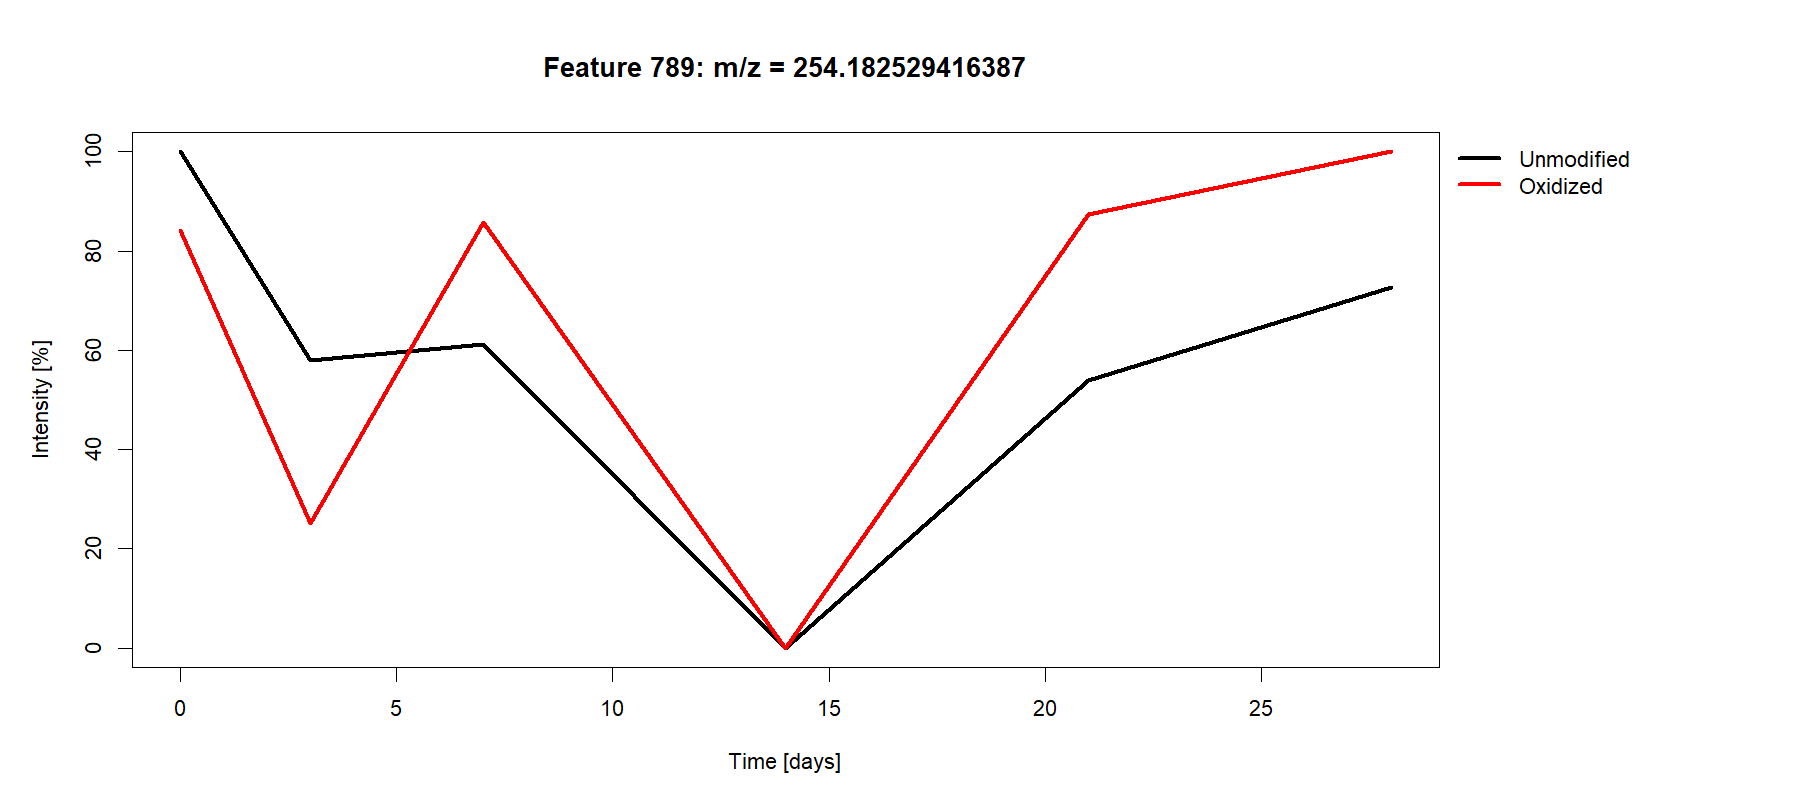 Feature 789: m/z = 254.182529416387
Unmodified
Oxidized
Intensity [%]
100
80
60
40
20
0
0 5 10 15 20 25
Time [days]